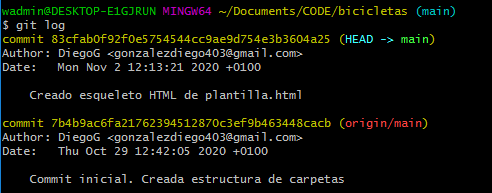 wadmin@DESKTOP-E1GJRUN MINGW64 ~/Documents/CODE/bicicletas (main)
$ git log
commit 83cfab0f92f0e5754544cc9ae9d754e3b3604a25 (HEAD -> main)
Author: DiegoG <gonzalezdiego403@gmail.com>
Date:   Mon Nov 2 12:13:21 2020 +0100
Creado esqueleto HTML de plantilla.html
commit 7b4b9ac6fa21762394512870c3ef9b463448cacb (origin/main)
Author: DiegoG <gonzalezdiego403@gmail.com>
Date:   Thu Oct 29 12:42:05 2020 +0100
Commit inicial. Creada estructura de carpetas